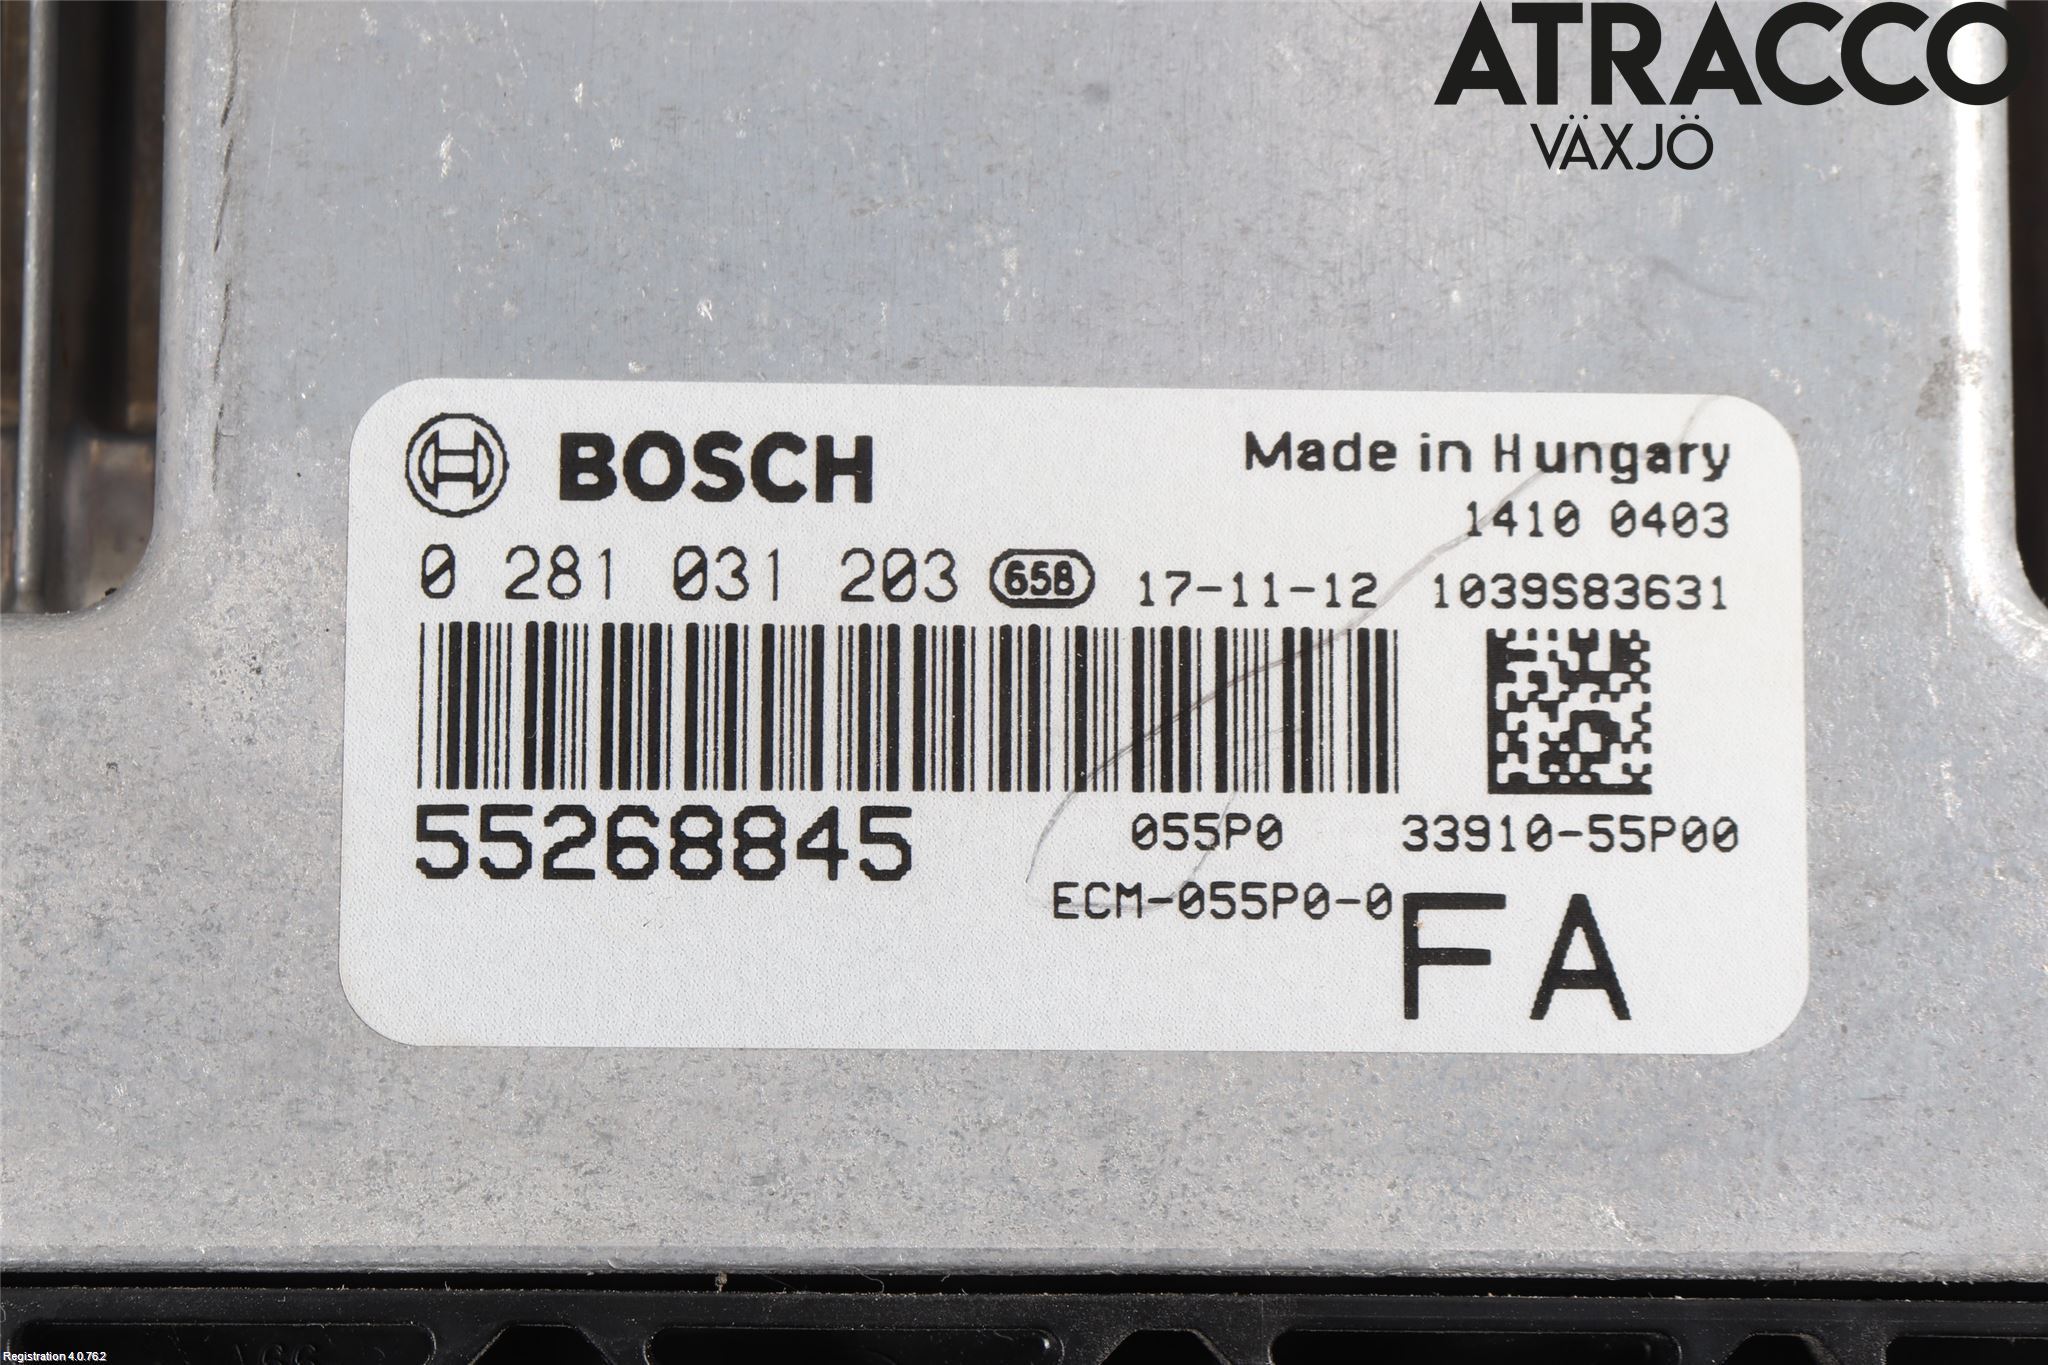 ATRACCO
VÄXJÖ
BOSCH
Made in Hungary
1410 0403
0 281 031 203 65B 17-11-12 1039S83631
55268845
055P0 33910-55P00
ECM-055P0-0
FA
Registration 4.0.76.2